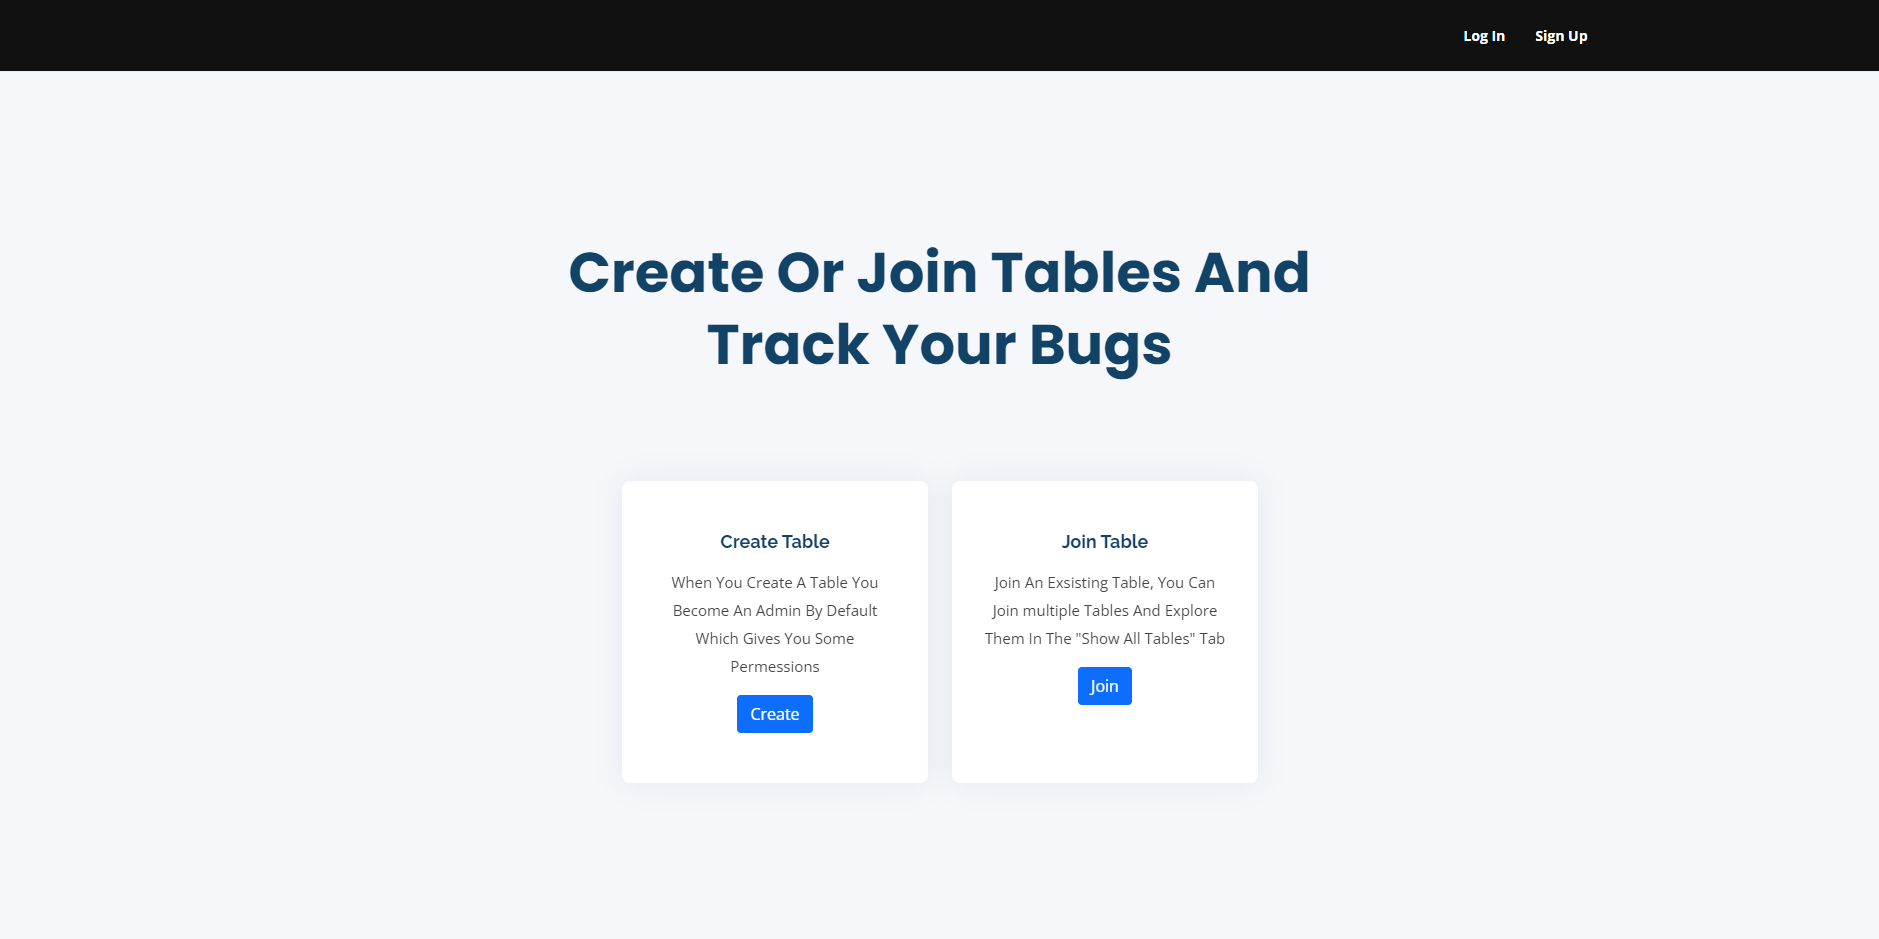 Log In Sign Up
Create Or Join Tables And
Track Your Bugs
Create Table
When You Create A Table You
Become An Admin By Default
Which Gives You Some
Permessions
Create
Join Table
Join An Exsisting Table, You Can
Join multiple Tables And Explore
Them In The "Show All Tables" Tab
Join